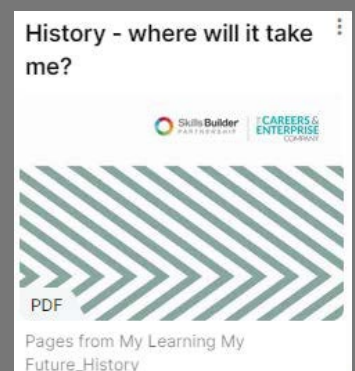 History - where will it take
me?
Skills Builder
PARTNERSHIP
THE CAREERS &
ENTERPRISE
COMPANY
PDF
Pages from My Learning My
Future_History